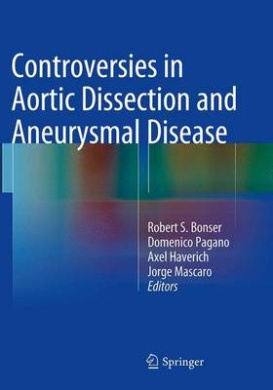 Controversies in
Aortic Dissection and
Aneurysmal Disease
Robert S. Bonser
Domenico Pagano
Axel Haverich
Jorge Mascaro
Editors
Springer